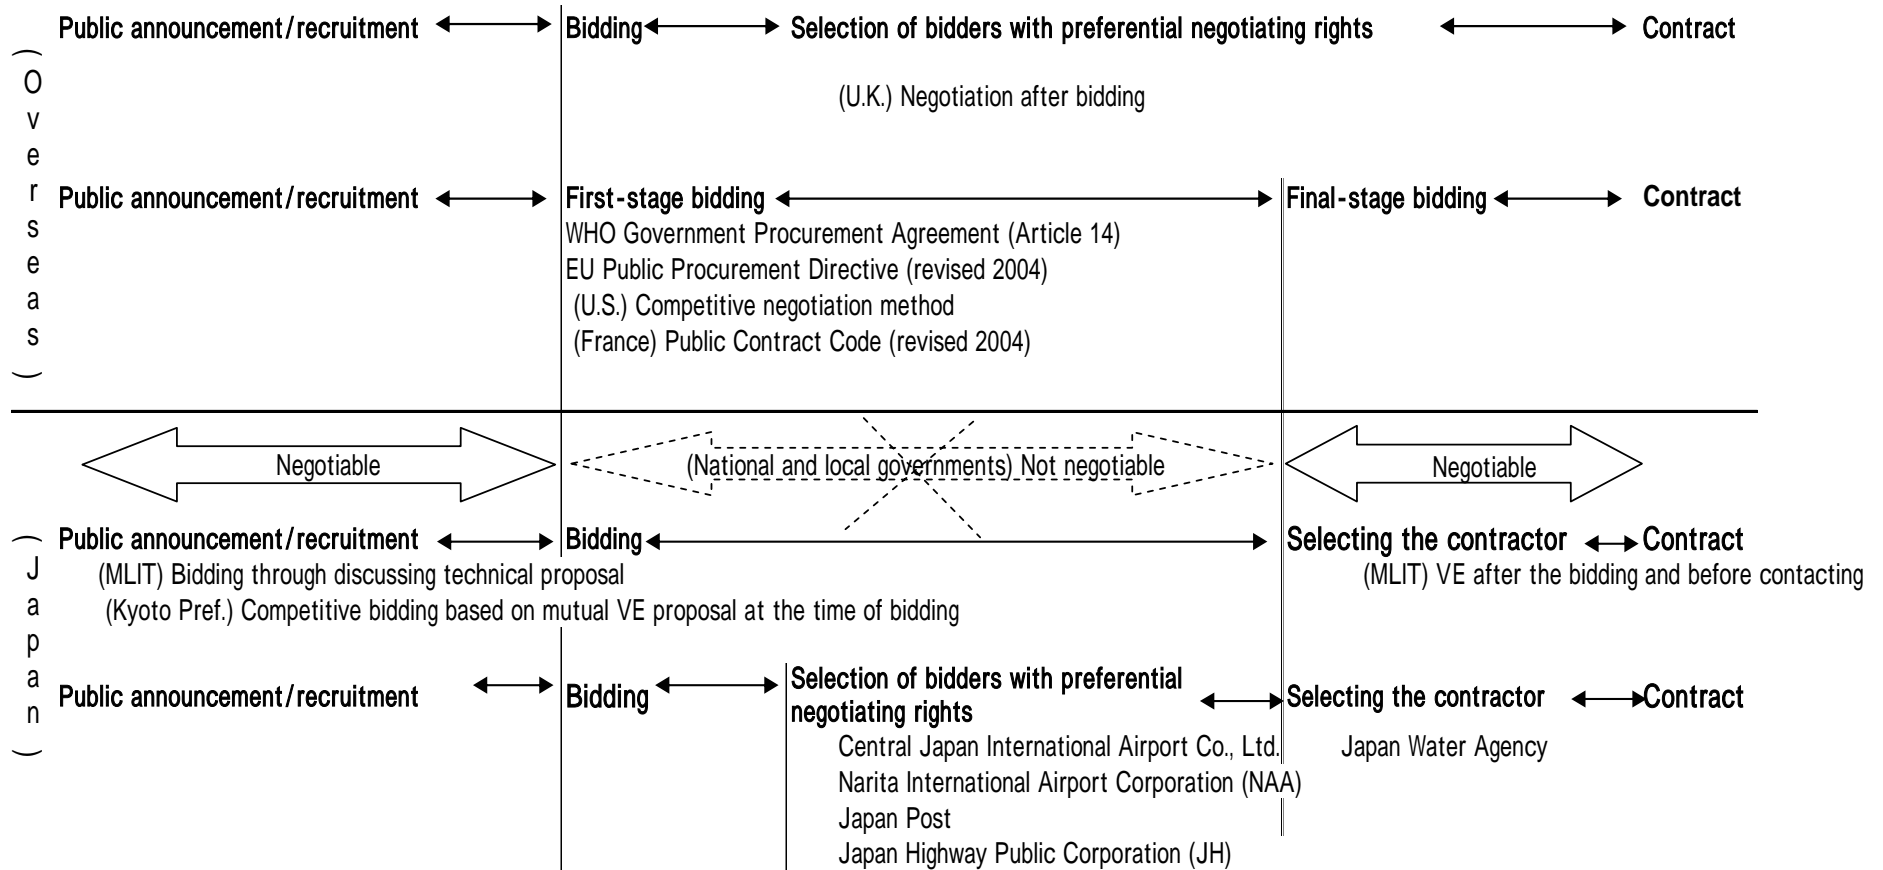 Public announcement/recruitment Bidding Selection of bidders with preferential negotiating rights Contract
(Overseas)
(U.K.) Negotiation after bidding
Public announcement/recruitment First-stage bidding Final-stage bidding Contract
WHO Government Procurement Agreement (Article 14)
EU Public Procurement Directive (revised 2004)
(U.S.) Competitive negotiation method
(France) Public Contract Code (revised 2004)
Negotiable (National and local governments) Not negotiable Negotiable
(Japan)
Public announcement/recruitment Bidding Selecting the contractor Contract
(MLIT) Bidding through discussing technical proposal (MLIT) VE after the bidding and before contacting
(Kyoto Pref.) Competitive bidding based on mutual VE proposal at the time of bidding
Public announcement/recruitment Bidding Selection of bidders with preferential
negotiating rights Selecting the contractor Contract
Central Japan International Airport Co., Ltd. Japan Water Agency
Narita International Airport Corporation (NAA)
Japan Post
Japan Highway Public Corporation (JH)